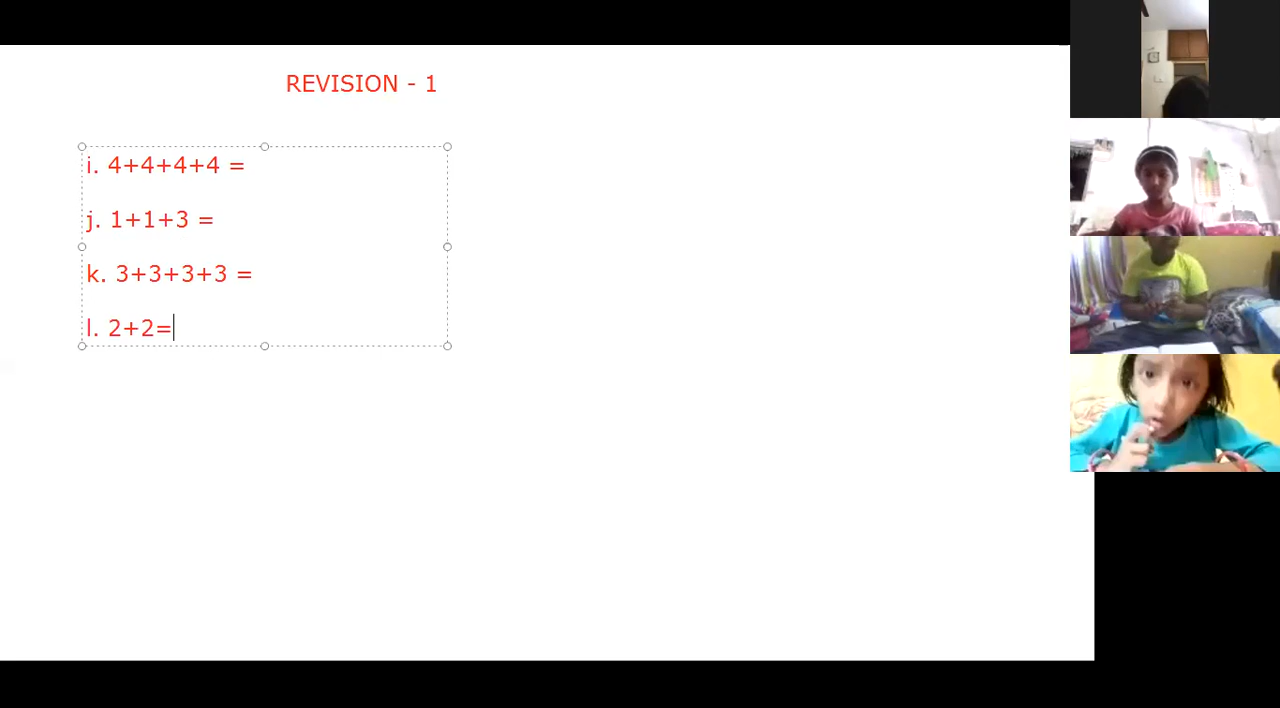 REVISION - 1
i. 4+4+4+4 =
j. 1+1+3 =
k. 3+3+3+3 =
l. 2+2=